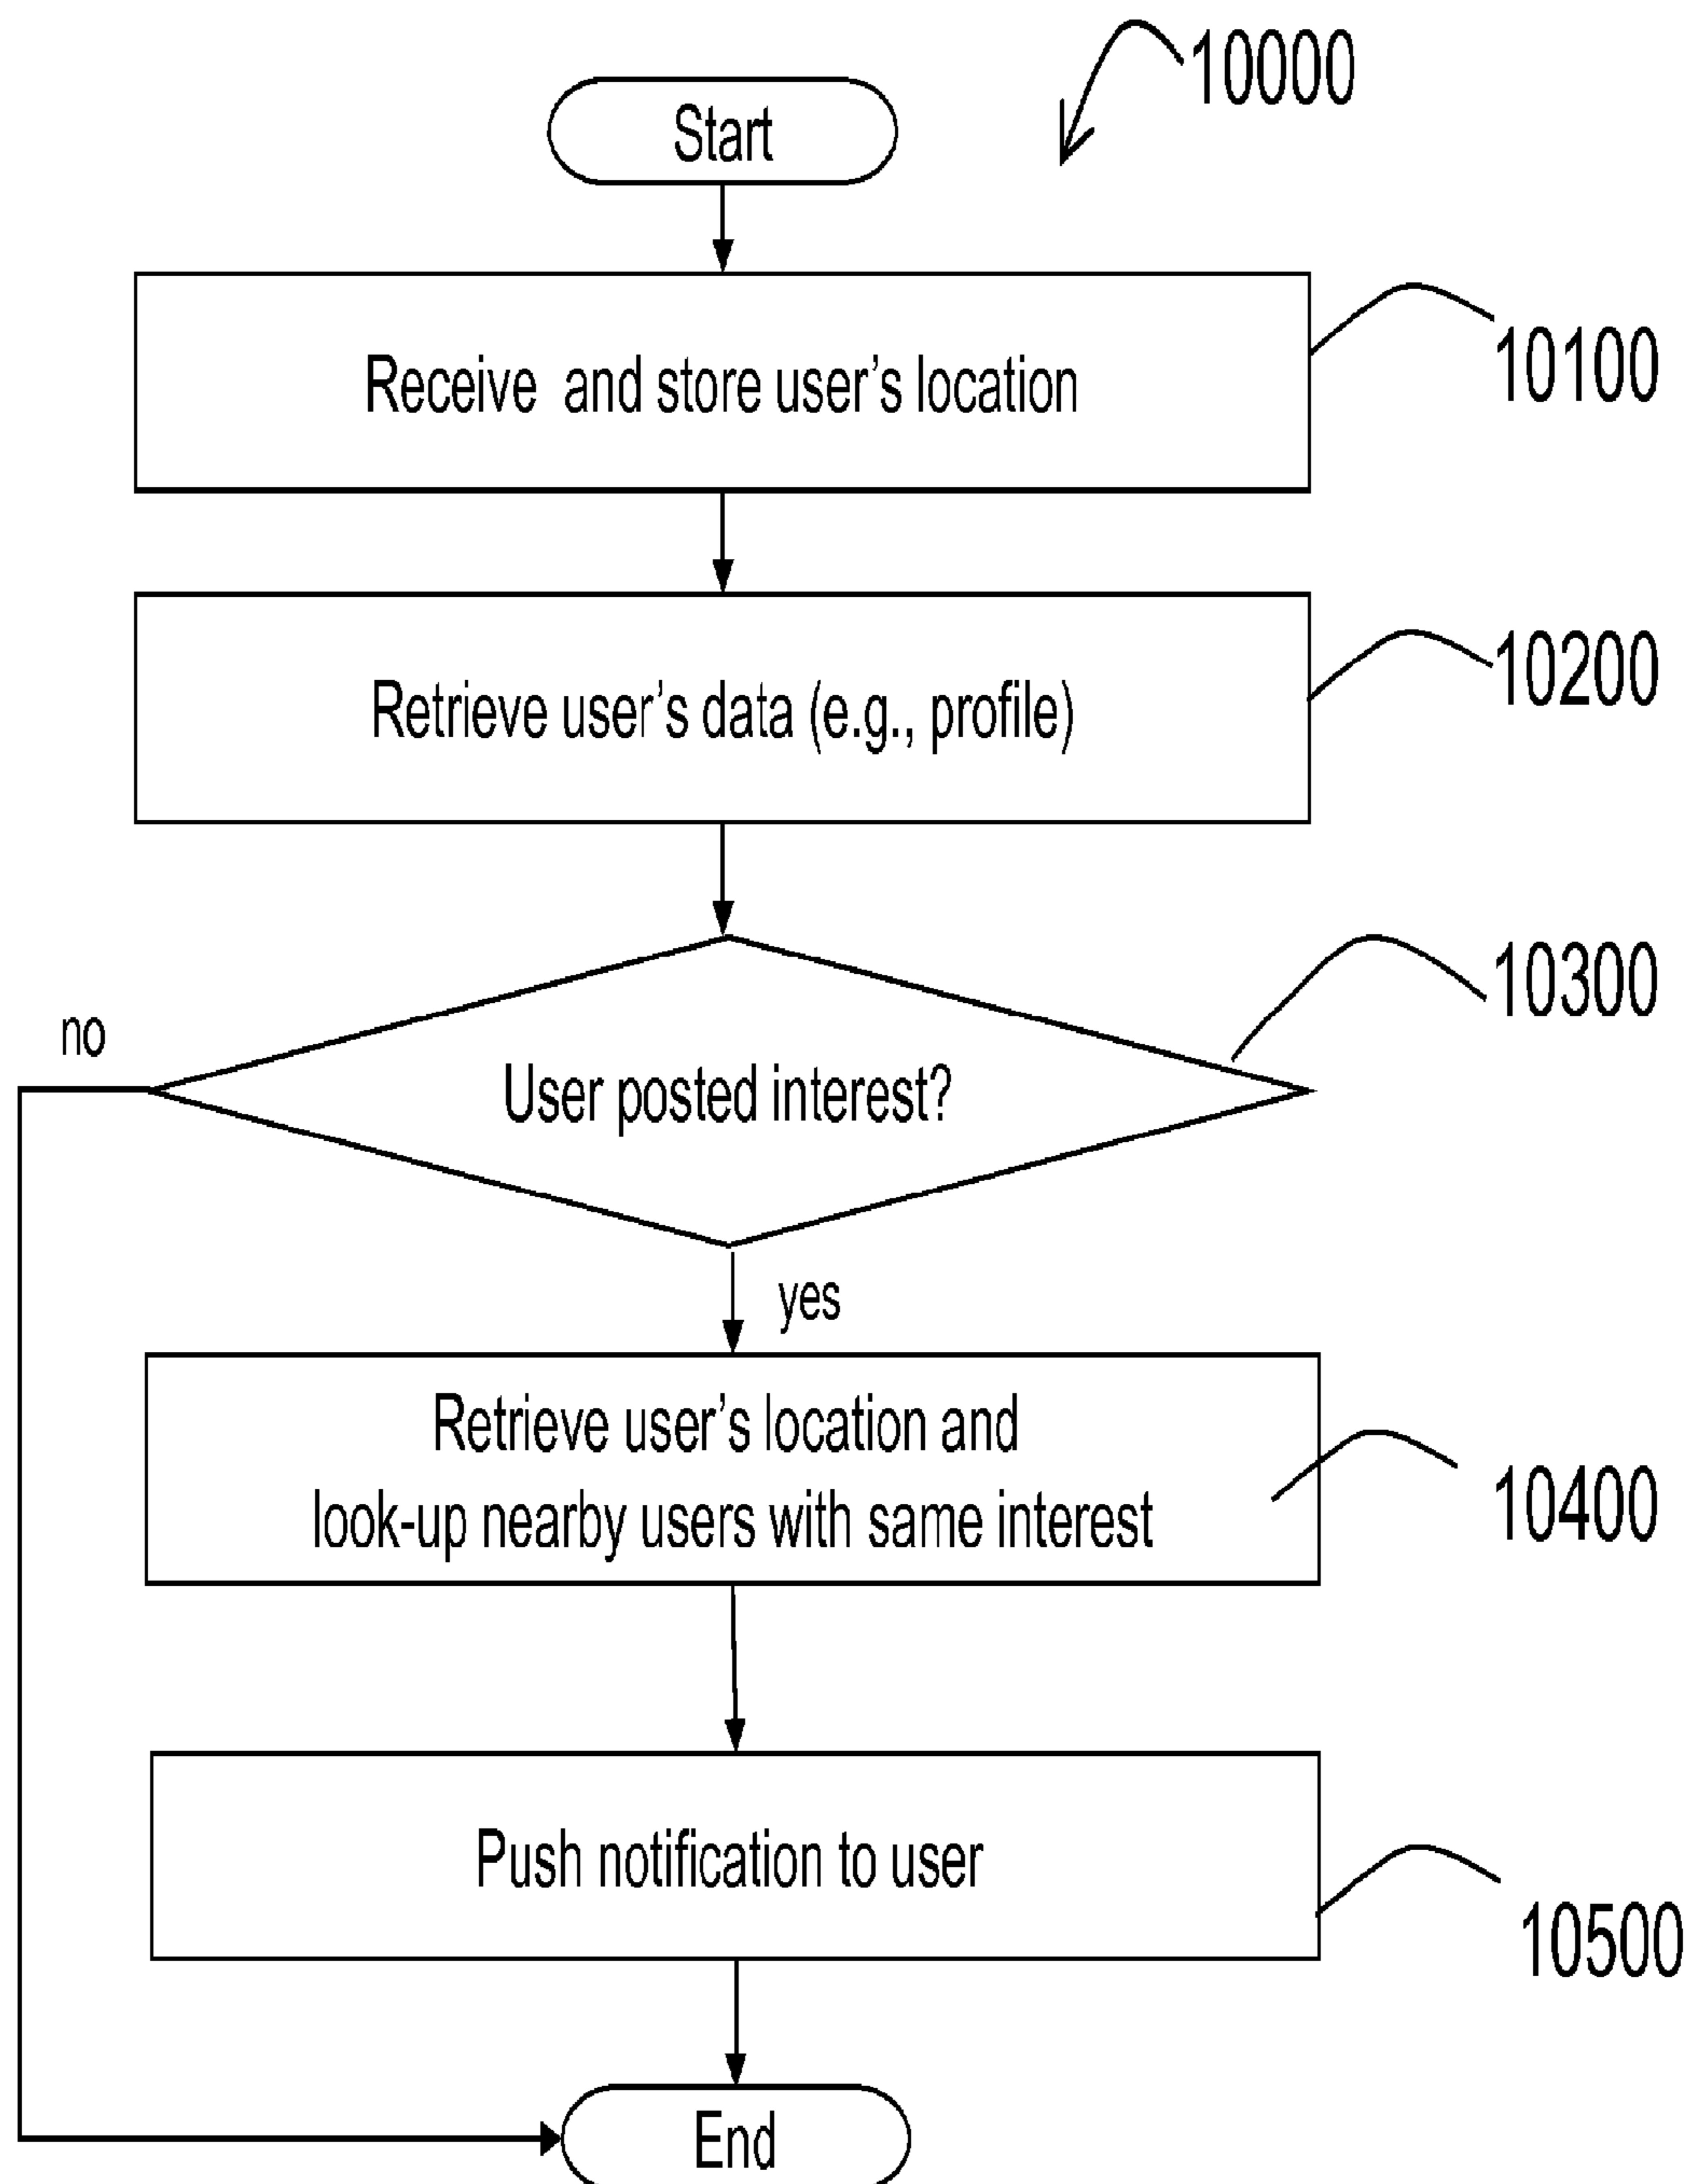 10000
Start
Receive and store user's location
10100
Retrieve user's data (e.g., profile)
10200
10300
no
User posted interest?
yes
Retrieve user's location and
look-up nearby users with same interest
10400
Push notification to user
10500
End